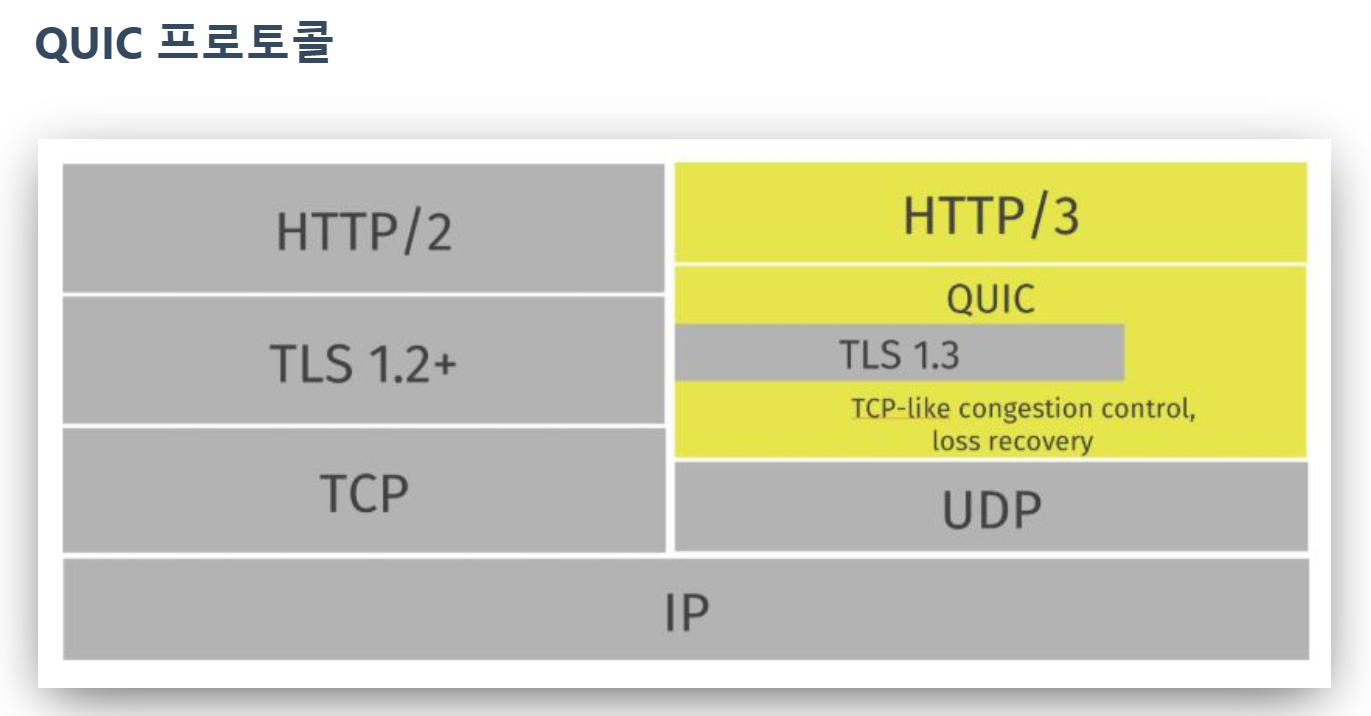 QUIC 프로토콜
HTTP/2
TLS 1.2+
TCP
HTTP/3
QUIC
TLS 1.3
TCP-like congestion control,
loss recovery
UDP
IP